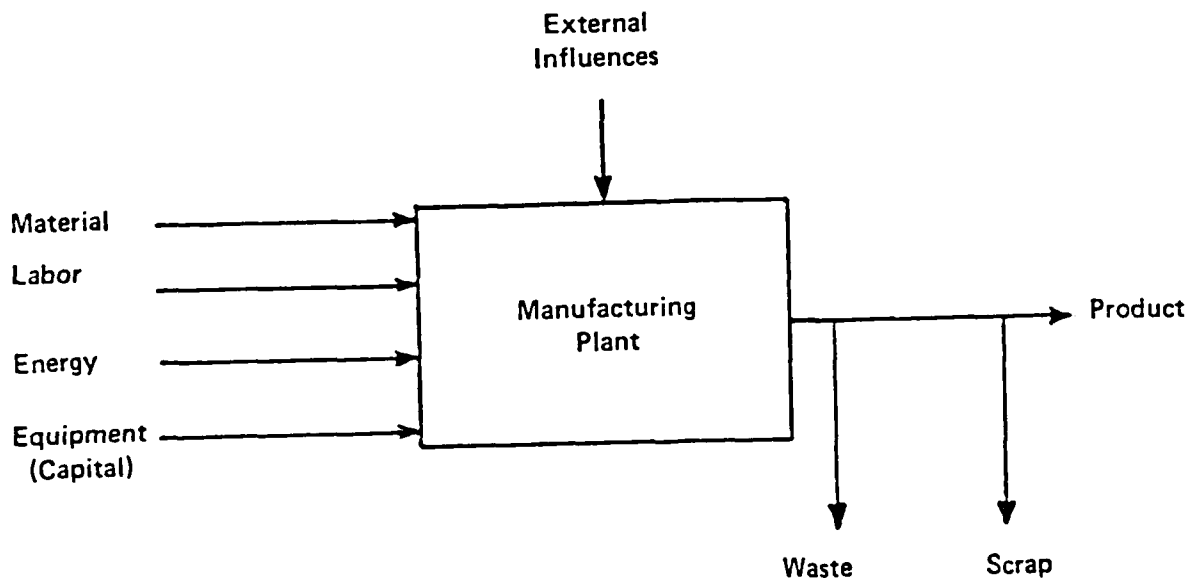 External
Influences
Material
Labor
Energy
Equipment
(Capital)
Manufacturing
Plant
Product
Waste
Scrap